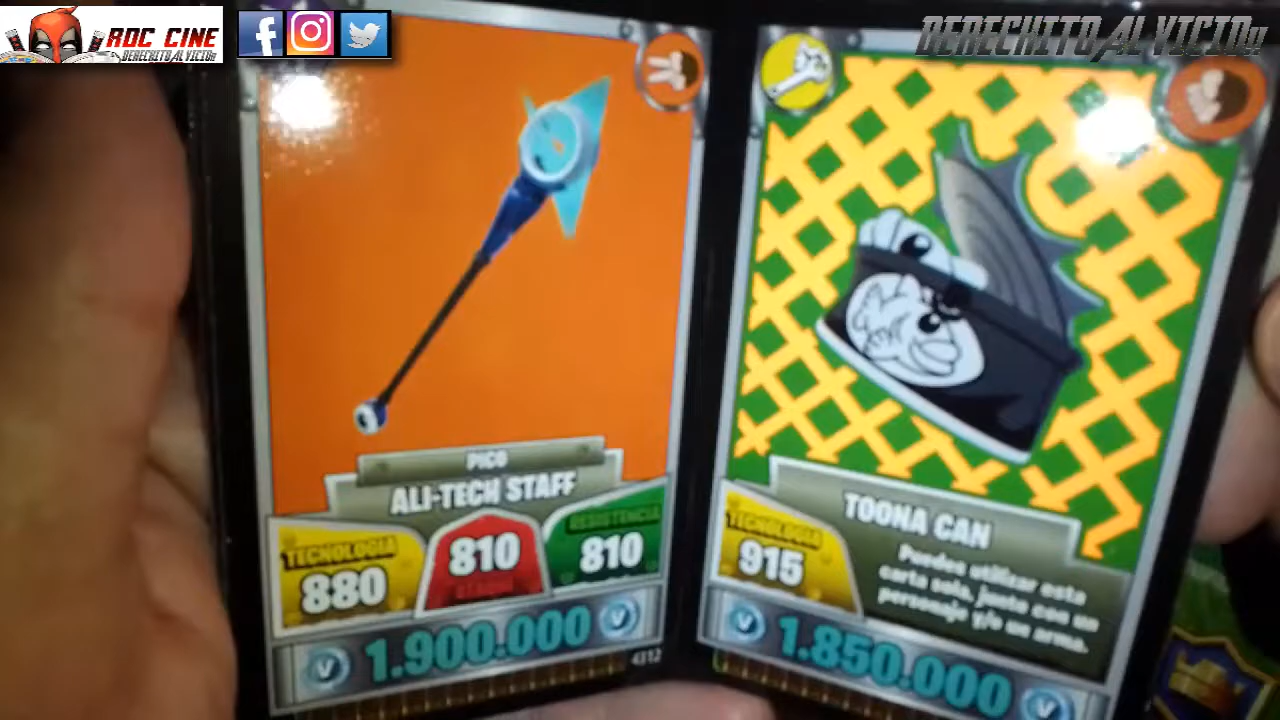 ROC CINE
DERECHITO AL VICIO!!
DERECHITO AL VICIO!!
PICO
ALI-TECH STAFF
TECNOLOGIA
880
810
ATAQUE
RESISTENCIA
810
V 1.900.000 V
4312
TOONA CAN
TECNOLOGIA
915
Puedes utilizar esta
carta sola, junto con un
personaje y/o un arma.
V 1.850.000 V